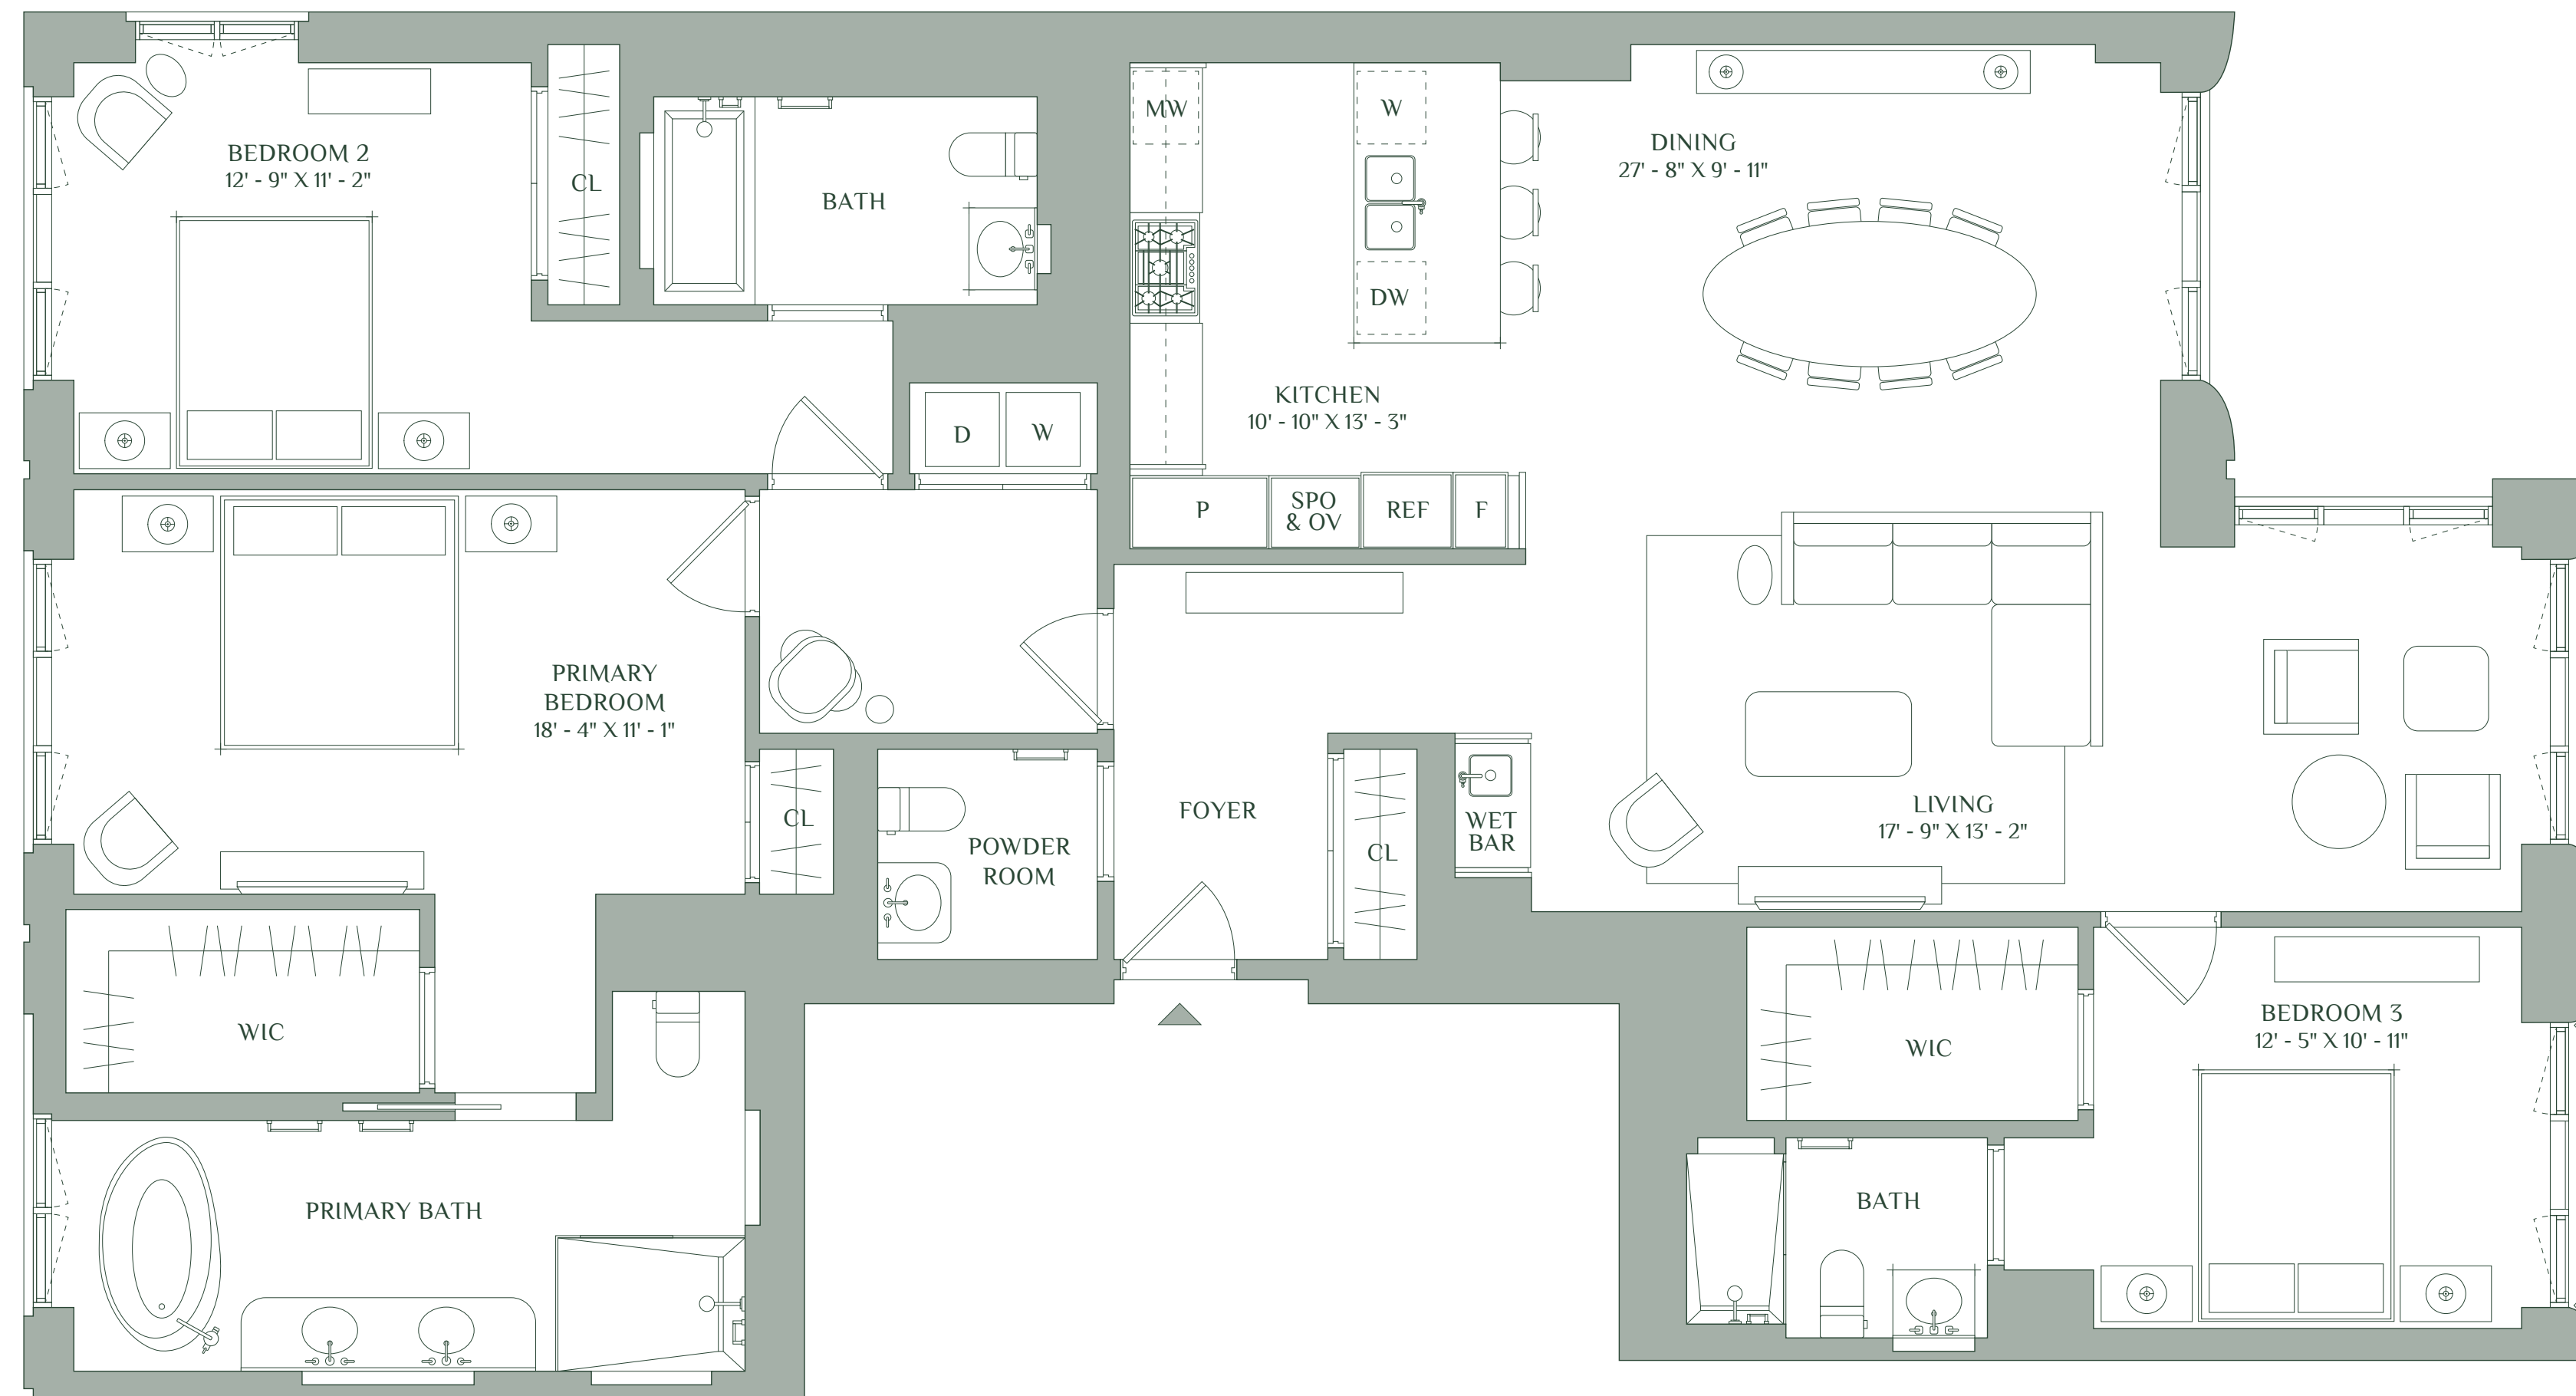 BEDROOM 2
12' - 9" X 11' - 2"
CL
BATH
MW
W
DW
DINING
27' - 8" X 9' - 11"
KITCHEN
10' - 10" X 13' - 3"
D
W
P
SPO
& OV
REF
F
PRIMARY
BEDROOM
18' - 4" X 11' - 1"
CL
POWDER
ROOM
FOYER
CL
WET
BAR
LIVING
17' - 9" X 13' - 2"
WIC
PRIMARY BATH
WIC
BEDROOM 3
12' - 5" X 10' - 11"
BATH